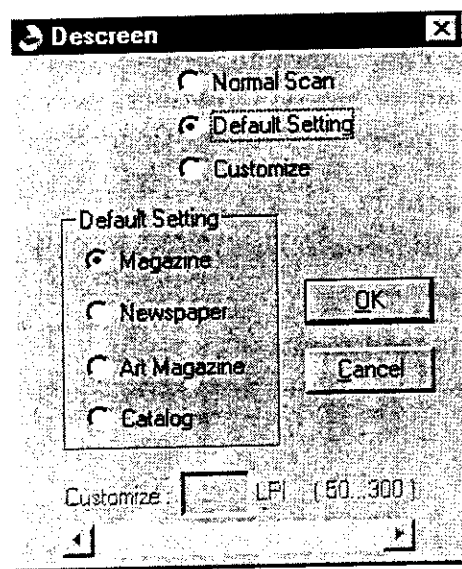 Descreen
Normal Scan
Default Setting
Customize
Default Setting
Magazine
Newspaper
Art Magazine
Catalog
OK
Cancel
Customize : LPI ( 50...300 )